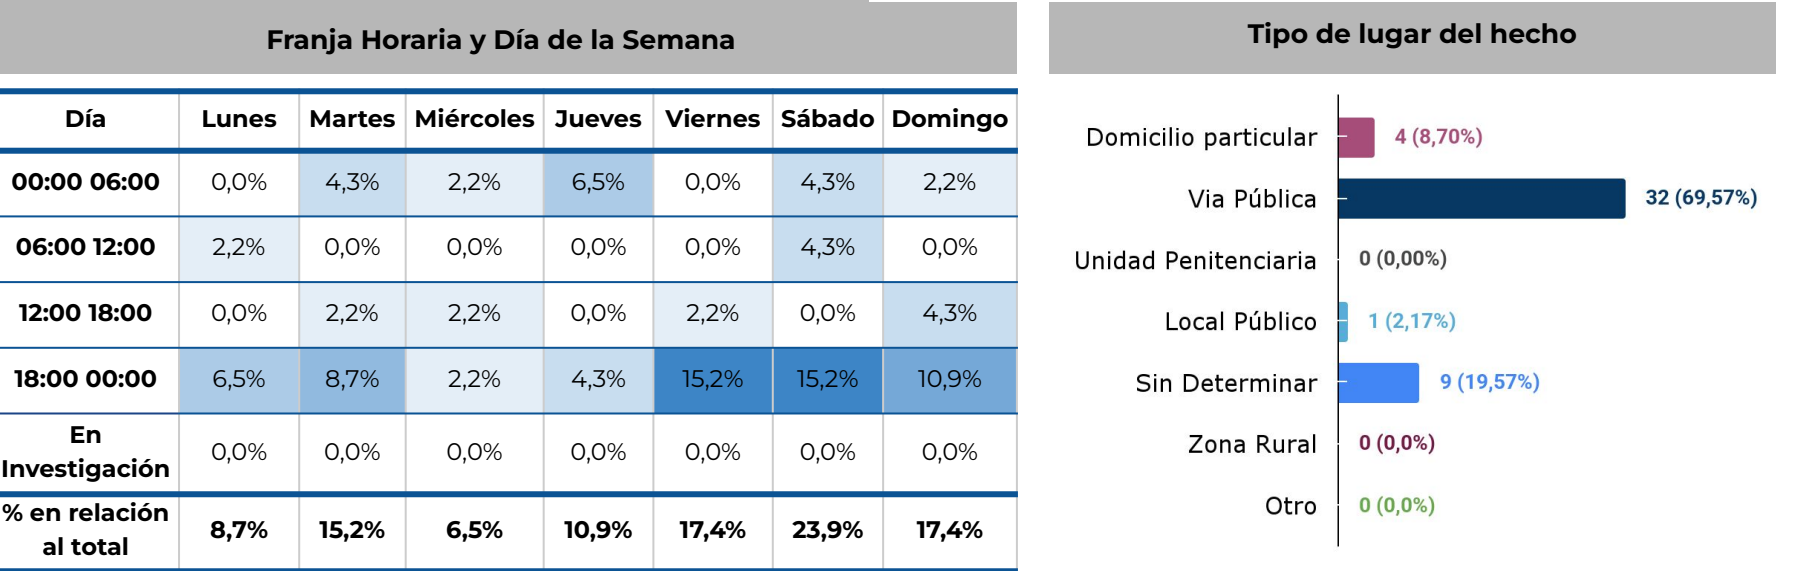 Franja Horaria y Día de la Semana
Día Lunes Martes Miércoles Jueves Viernes Sábado Domingo
00:00 06:00 0,0% 4,3% 2,2% 6,5% 0,0% 4,3% 2,2%
06:00 12:00 2,2% 0,0% 0,0% 0,0% 0,0% 4,3% 0,0%
12:00 18:00 0,0% 2,2% 2,2% 0,0% 2,2% 0,0% 4,3%
18:00 00:00 6,5% 8,7% 2,2% 4,3% 15,2% 15,2% 10,9%
En
Investigación 0,0% 0,0% 0,0% 0,0% 0,0% 0,0% 0,0%
% en relación
al total 8,7% 15,2% 6,5% 10,9% 17,4% 23,9% 17,4%
Tipo de lugar del hecho
Domicilio particular 4 (8,70%)
Via Pública 32 (69,57%)
Unidad Penitenciaria 0 (0,00%)
Local Público 1 (2,17%)
Sin Determinar 9 (19,57%)
Zona Rural 0 (0,0%)
Otro 0 (0,0%)